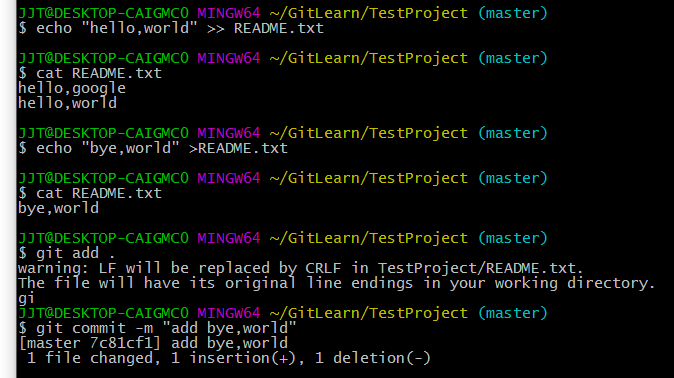 JJT@DESKTOP-CAIGMC0 MINGW64 ~/GitLearn/TestProject (master)
$ echo "hello,world" >> README.txt
JJT@DESKTOP-CAIGMC0 MINGW64 ~/GitLearn/TestProject (master)
$ cat README.txt
hello,google
hello,world
JJT@DESKTOP-CAIGMC0 MINGW64 ~/GitLearn/TestProject (master)
$ echo "bye,world" >README.txt
JJT@DESKTOP-CAIGMC0 MINGW64 ~/GitLearn/TestProject (master)
$ cat README.txt
bye,world
JJT@DESKTOP-CAIGMC0 MINGW64 ~/GitLearn/TestProject (master)
$ git add .
warning: LF will be replaced by CRLF in TestProject/README.txt.
The file will have its original line endings in your working directory.
gi
JJT@DESKTOP-CAIGMC0 MINGW64 ~/GitLearn/TestProject (master)
$ git commit -m "add bye,world"
[master 7c81cf1] add bye,world
 1 file changed, 1 insertion(+), 1 deletion(-)